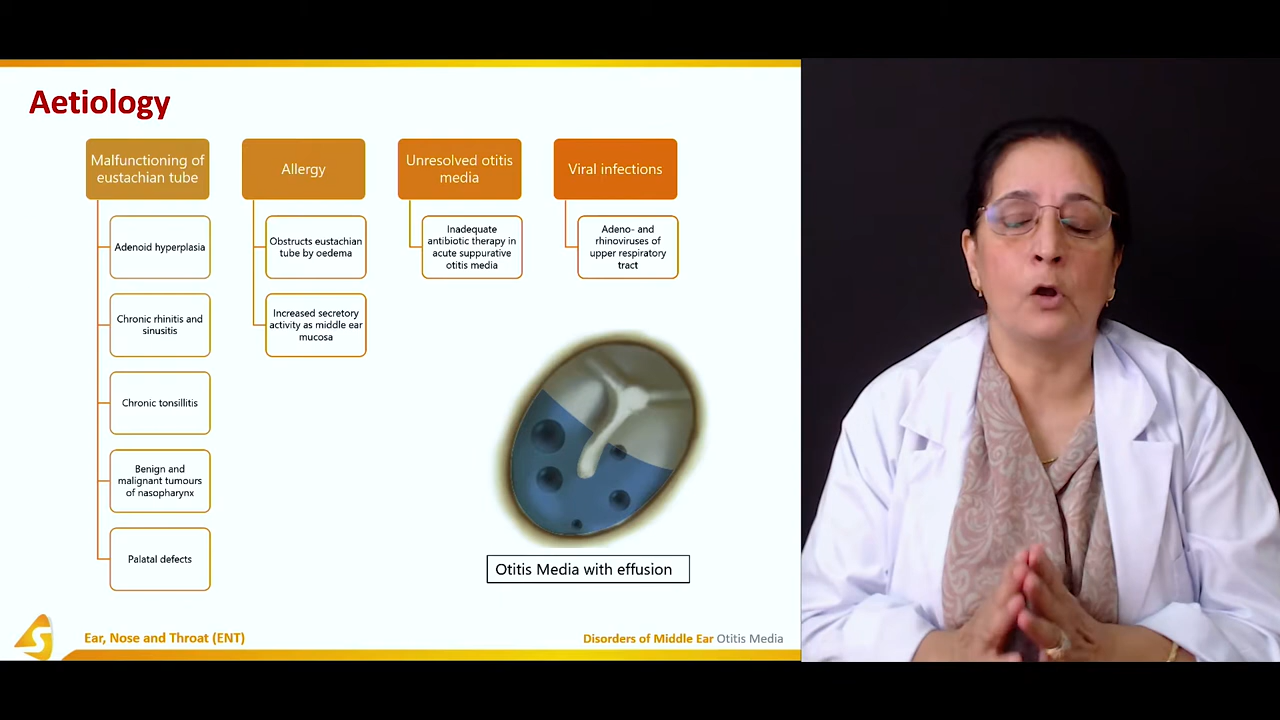 Aetiology
Malfunctioning of
eustachian tube
Adenoid hyperplasia
Chronic rhinitis and
sinusitis
Chronic tonsillitis
Benign and
malignant tumours
of nasopharynx
Palatal defects
Allergy
Obstructs eustachian
tube by oedema
Increased secretory
activity as middle ear
mucosa
Unresolved otitis
media
Inadequate
antibiotic therapy in
acute suppurative
otitis media
Viral infections
Adeno- and
rhinoviruses of
upper respiratory
tract
Otitis Media with effusion
Ear, Nose and Throat (ENT)
Disorders of Middle Ear Otitis Media